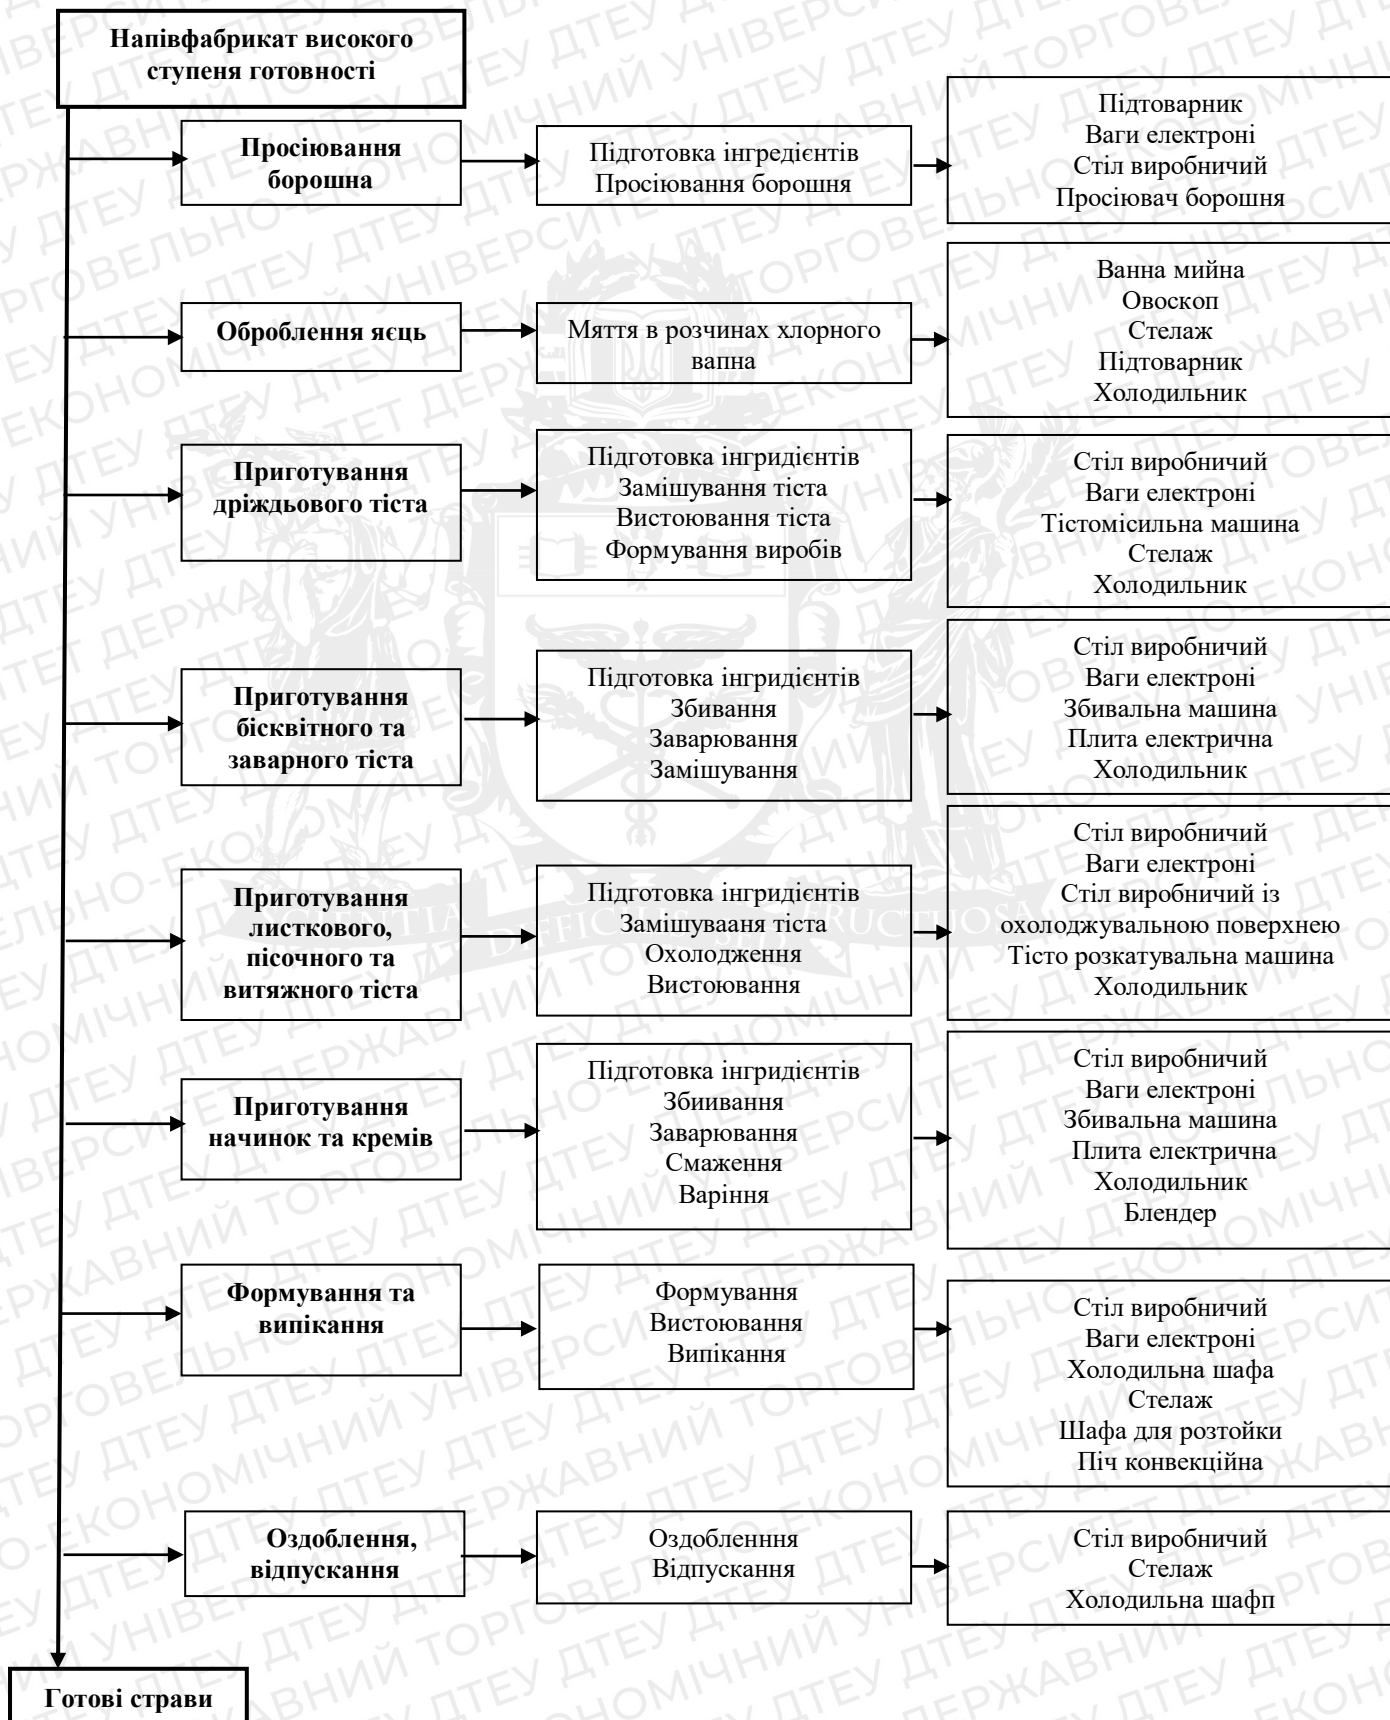 Напівфабрикат високого
ступеня готовності
Просіювання
борошна
Підготовка інгредієнтів
Просіювання борошня
Підтоварник
Ваги електроні
Стіл виробничий
Просіювач борошня
Оброблення яєць
Мяття в розчинах хлорного
вапна
Ванна мийна
Овоскоп
Стелаж
Підтоварник
Холодильник
Приготування
дріждьового тіста
Підготовка інгридієнтів
Замішування тіста
Вистоювання тіста
Формування виробів
Стіл виробничий
Ваги електроні
Тістомісильна машина
Стелаж
Холодильник
Приготування
бісквітного та
заварного тіста
Підготовка інгридієнтів
Збивання
Заварювання
Замішування
Стіл виробничий
Ваги електроні
Збивальна машина
Плита електрична
Холодильник
Приготування
листкового,
пісочного та
витяжного тіста
Підготовка інгридієнтів
Замішувааня тіста
Охолодження
Вистоювання
Стіл виробничий
Ваги електроні
Стіл виробничий із
охолоджувальною поверхнею
Тісто розкатувальна машина
Холодильник
Приготування
начинок та кремів
Підготовка інгридієнтів
Збиивання
Заварювання
Смаження
Варіння
Стіл виробничий
Ваги електроні
Збивальна машина
Плита електрична
Холодильник
Блендер
Формування та
випікання
Формування
Вистоювання
Випікання
Стіл виробничий
Ваги електроні
Холодильна шафа
Стелаж
Шафа для розтойки
Піч конвекційна
Оздоблення,
відпускання
Оздобленння
Відпускання
Стіл виробничий
Стелаж
Холодильна шафп
Готові страви